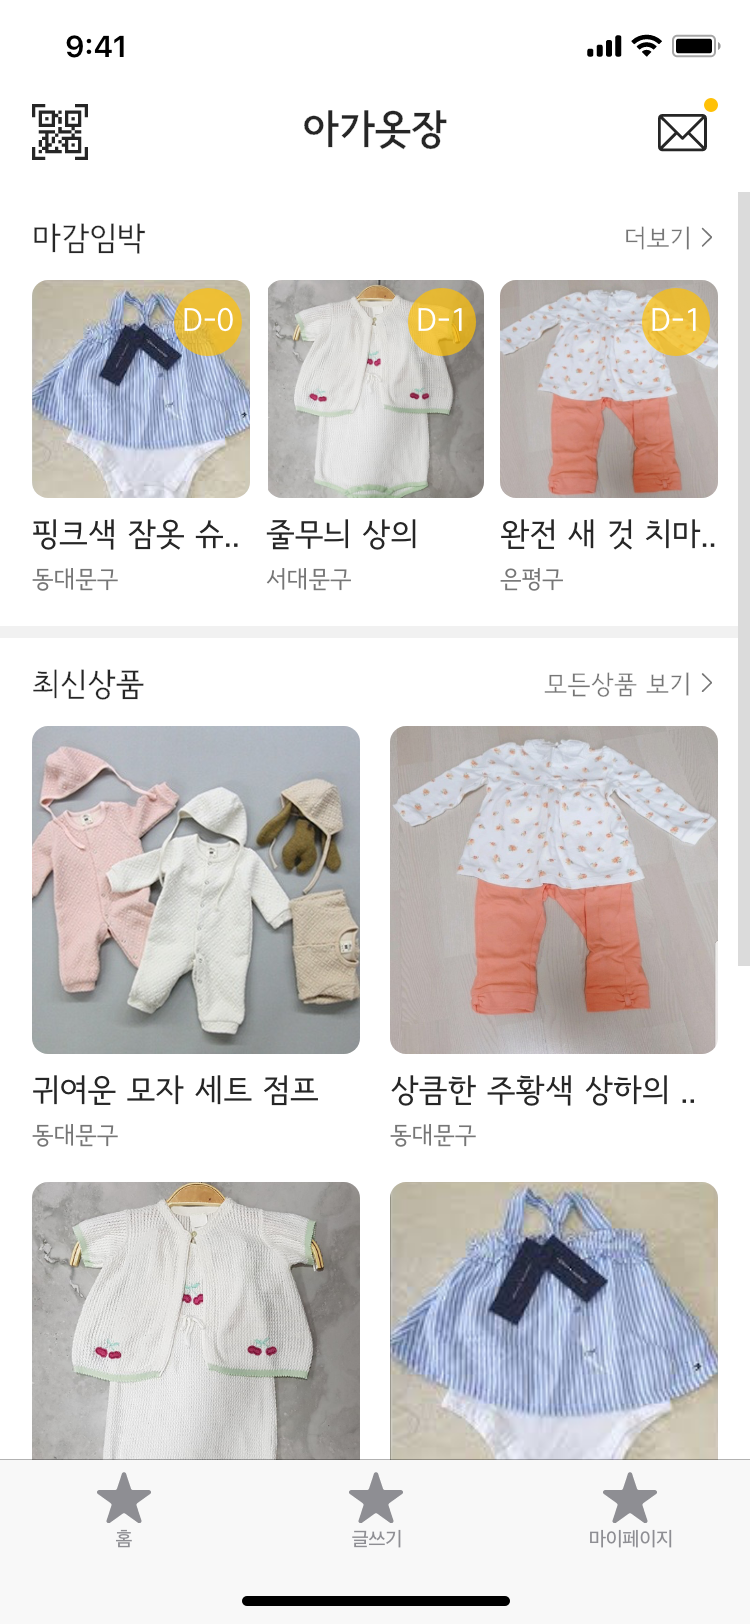 9:41
아가옷장
마감임박
더보기
D-0
D-1
D-1
핑크색 잠옷 슈..
줄무늬 상의
완전 새 것 치마..
동대문구
서대문구
은평구
최신상품
모든상품 보기
귀여운 모자 세트 점프
상큼한 주황색 상하의 ..
동대문구
동대문구
홈
글쓰기
마이페이지